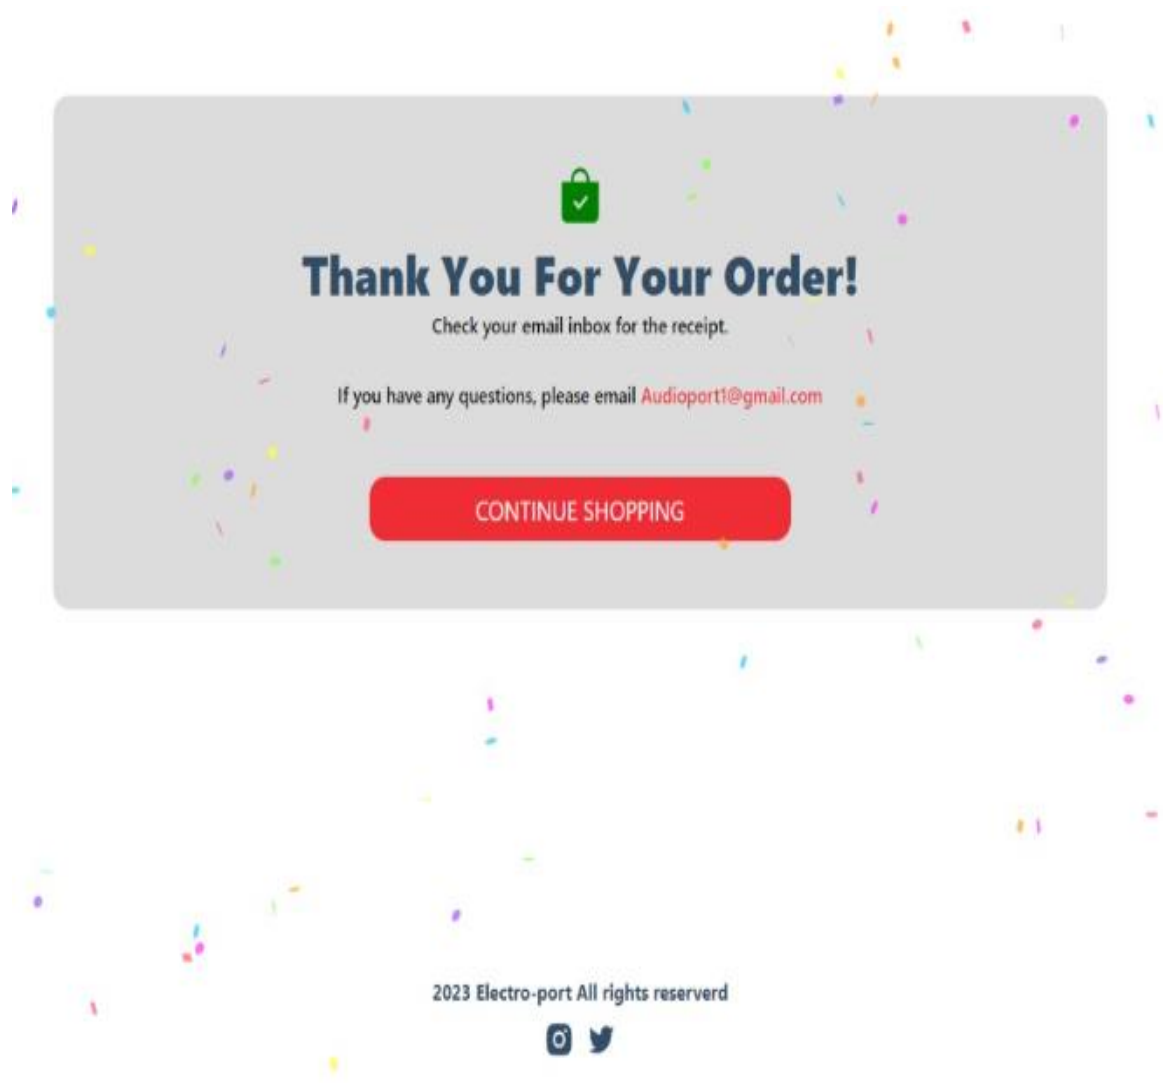 Thank You For Your Order!
Check your email inbox for the receipt.
If you have any questions, please email Audioport1@gmail.com
CONTINUE SHOPPING
2023 Electro-port All rights reserverd